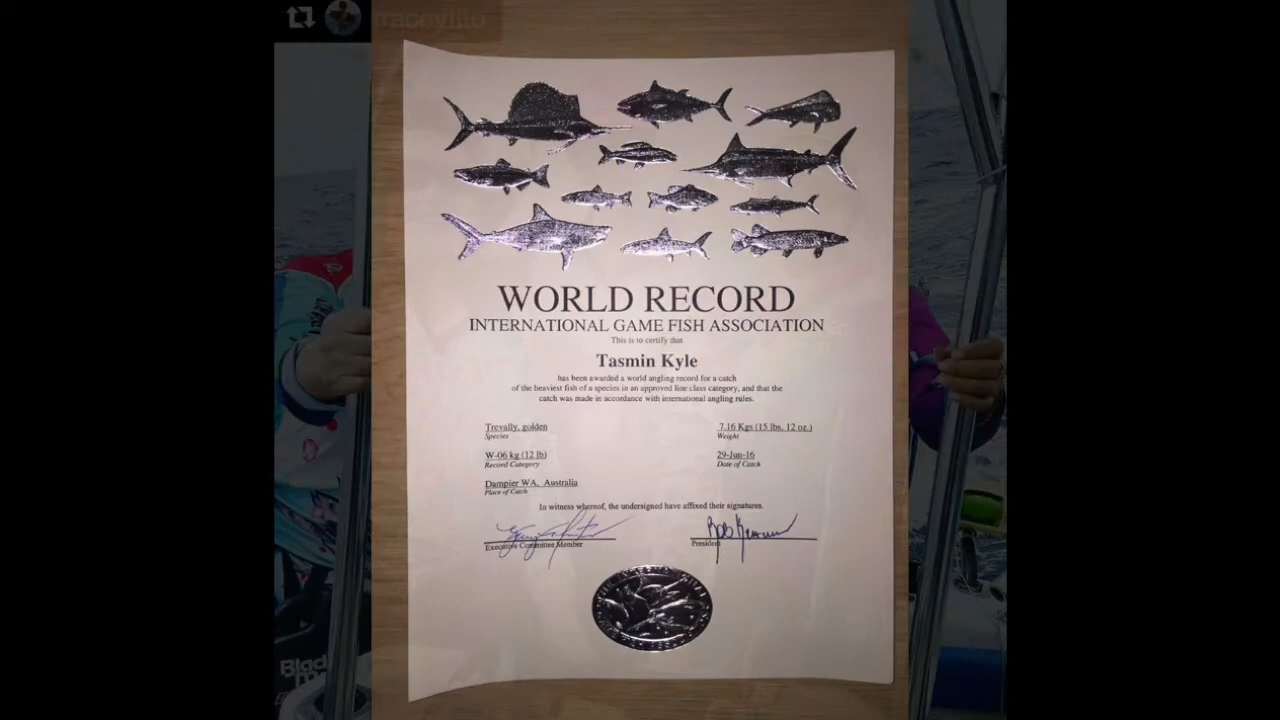 WORLD RECORD
INTERNATIONAL GAME FISH ASSOCIATION
This is to certify that
Tasmin Kyle
has been awarded a world angling record for a catch
of the heaviest fish of a species in an approved line class category, and that the
catch was made in accordance with international angling rules.
Trevally, golden
Species
7.16 Kgs (15 lbs. 12 oz.)
Weight
W-06 kg (12 lb)
Record Category
29-Jun-16
Date of Catch
Dampier WA, Australia
Place of Catch
In witness whereof, the undersigned have affixed their signatures.
Executive Committee Member
President
Black